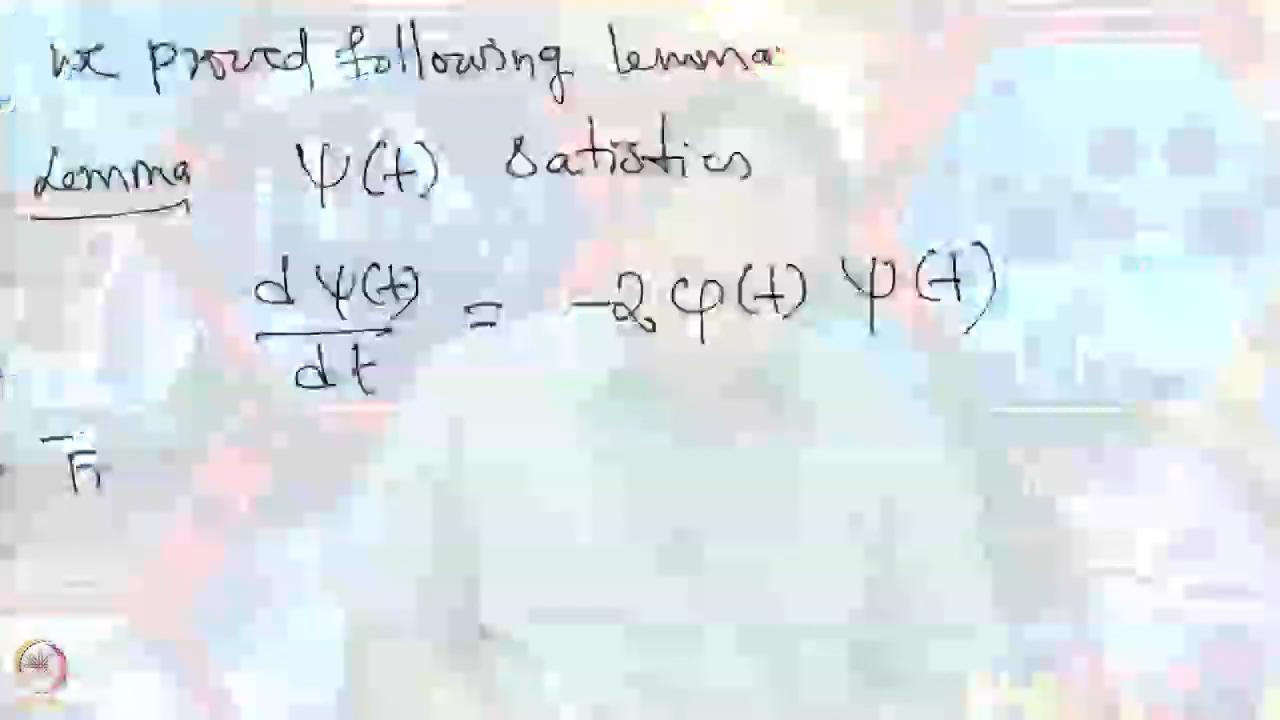 we proved following lemma
Lemma ψ(t) satisfies
dψ(t)/dt = -2φ(t) ψ(t)